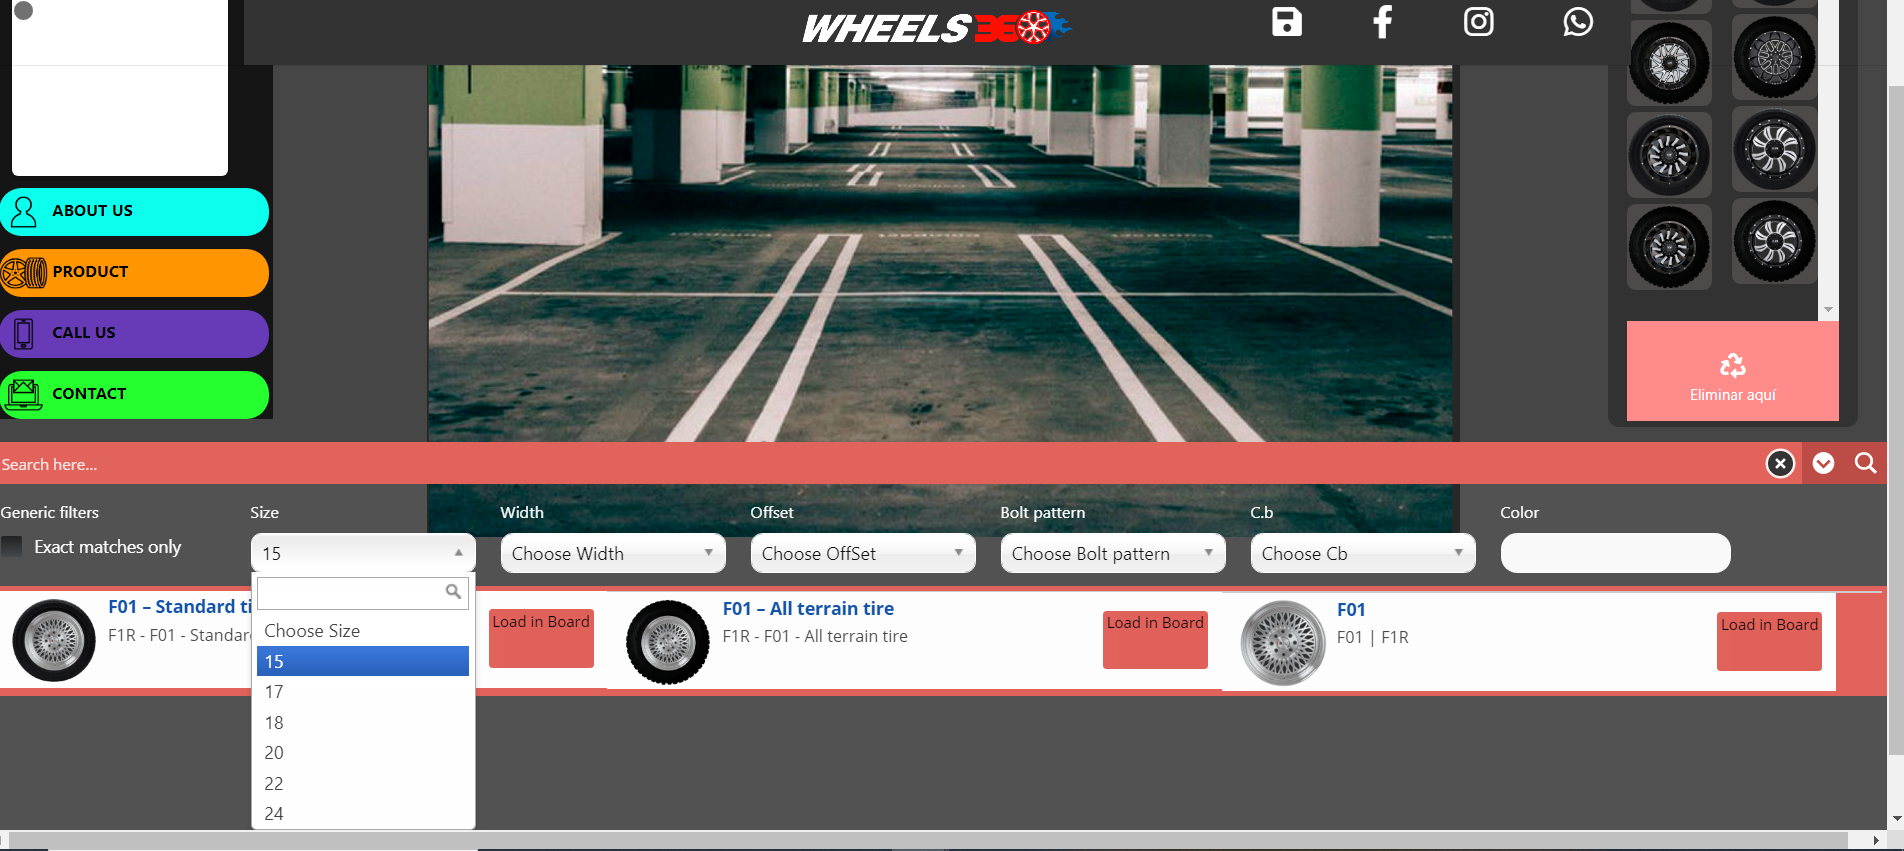 WHEELS 360
ABOUT US
PRODUCT
CALL US
CONTACT
Eliminar aquí
Search here...
Generic filters
Exact matches only
Size
15
Width
Choose Width
Offset
Choose OffSet
Bolt pattern
Choose Bolt pattern
C.b
Choose Cb
Color
Choose Size
15
17
18
20
22
24
F01 – Standard ti
F1R - F01 - Standar
Load in Board
F01 – All terrain tire
F1R - F01 - All terrain tire
Load in Board
F01
F01 | F1R
Load in Board